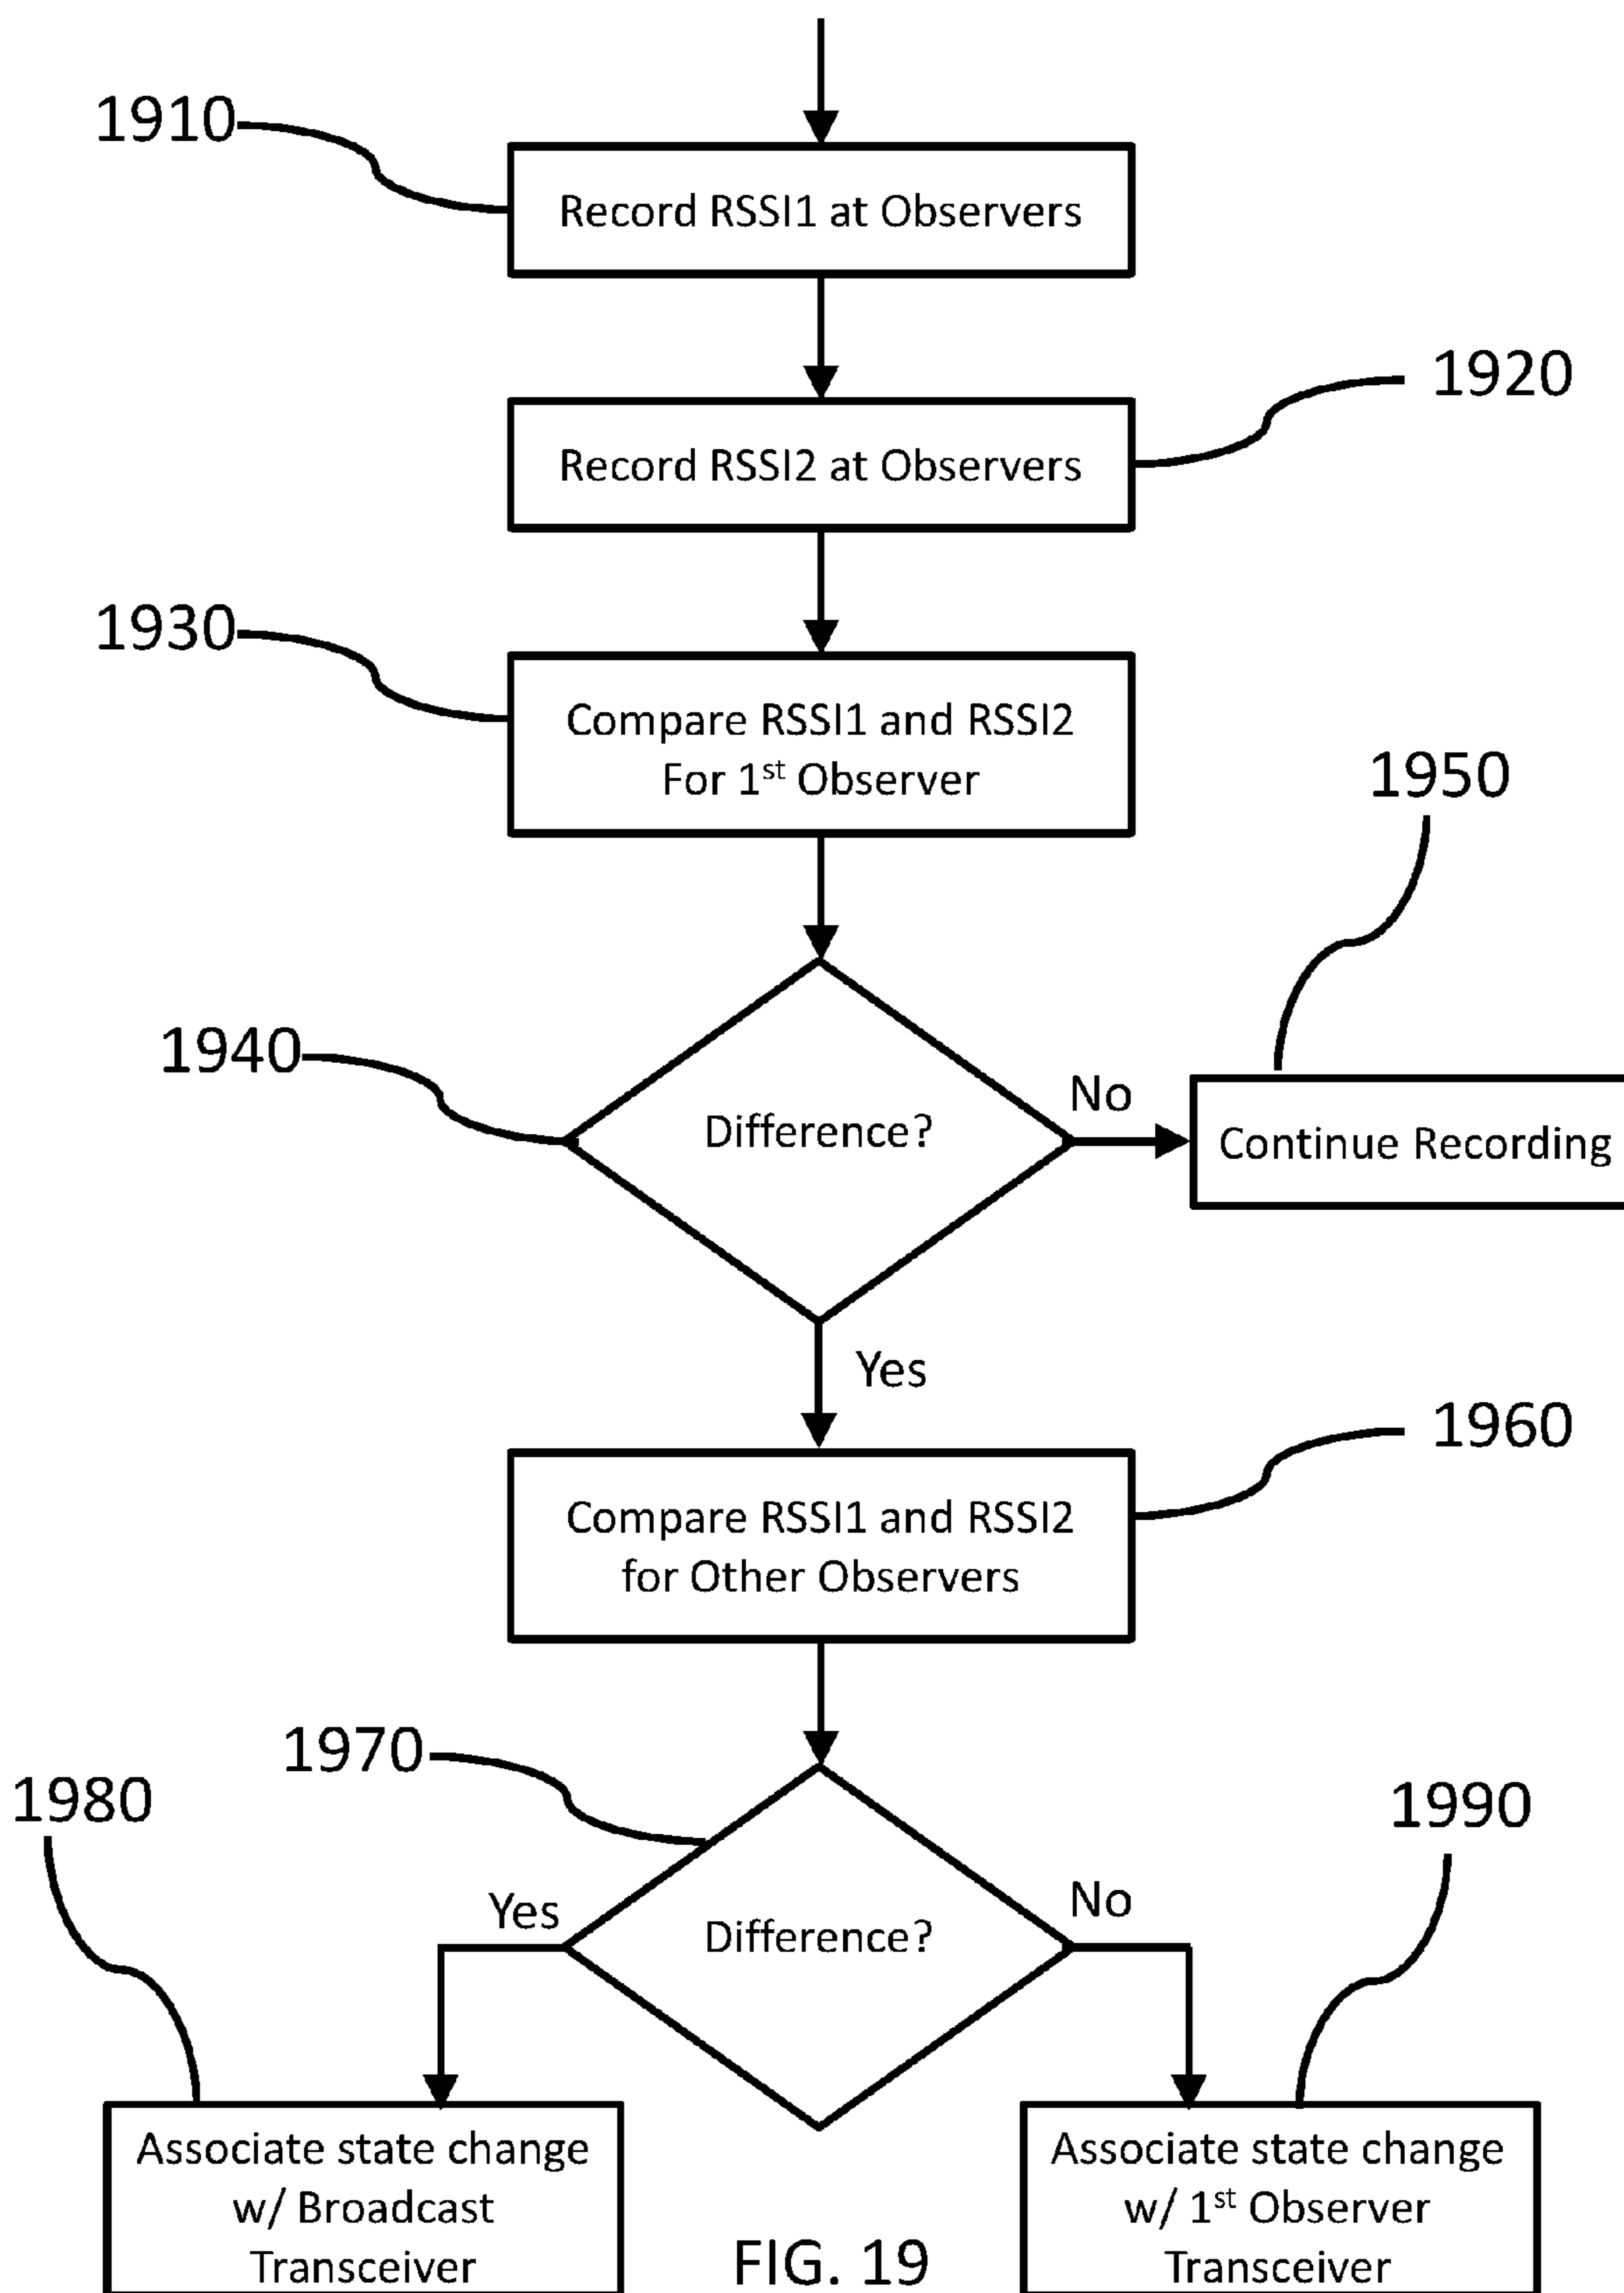 1910
Record RSSI1 at Observers
1920
Record RSSI2 at Observers
1930
Compare RSSI1 and RSSI2
For 1st Observer
1950
1940
Difference?
No
Continue Recording
Yes
1960
Compare RSSI1 and RSSI2
for Other Observers
1970
1980
1990
Yes
Difference?
No
Associate state change
w/ Broadcast
Transceiver
Associate state change
w/ 1st Observer
Transceiver
FIG. 19